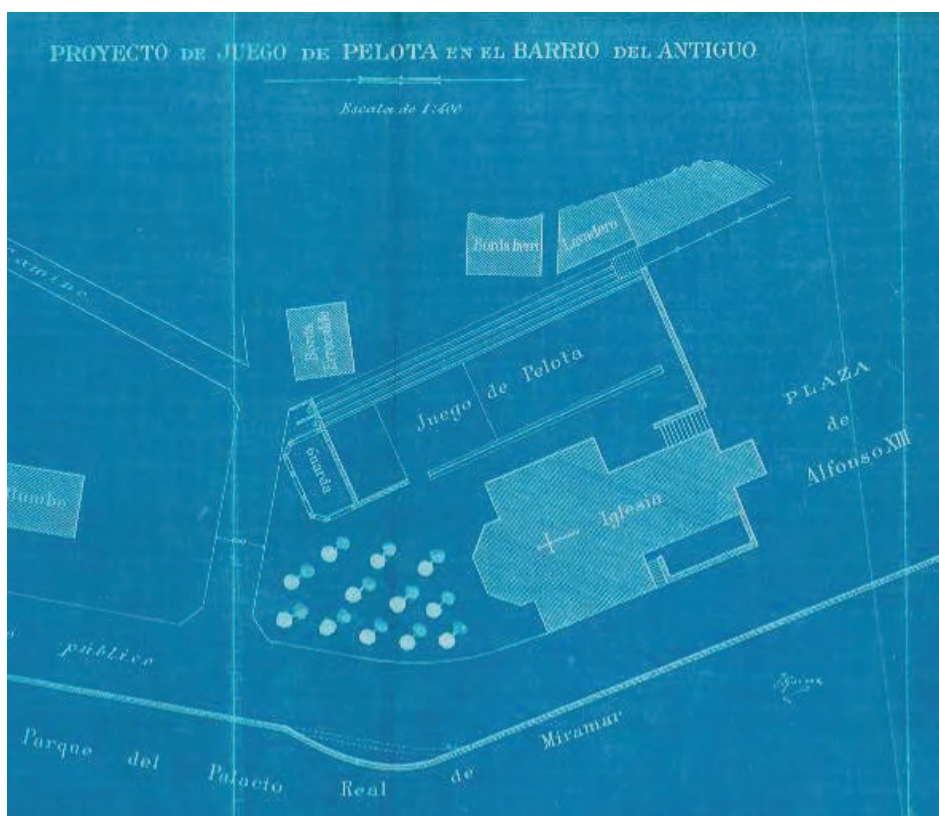 PROYECTO DE JUEGO DE PELOTA EN EL BARRIO DEL ANTIGUO
Escala de 1:400
Lavadero
Camino
Juego de Pelota
PLAZA
de
Alfonso XIII
Iglesia
público
Parque del Palacio Real de Miramar